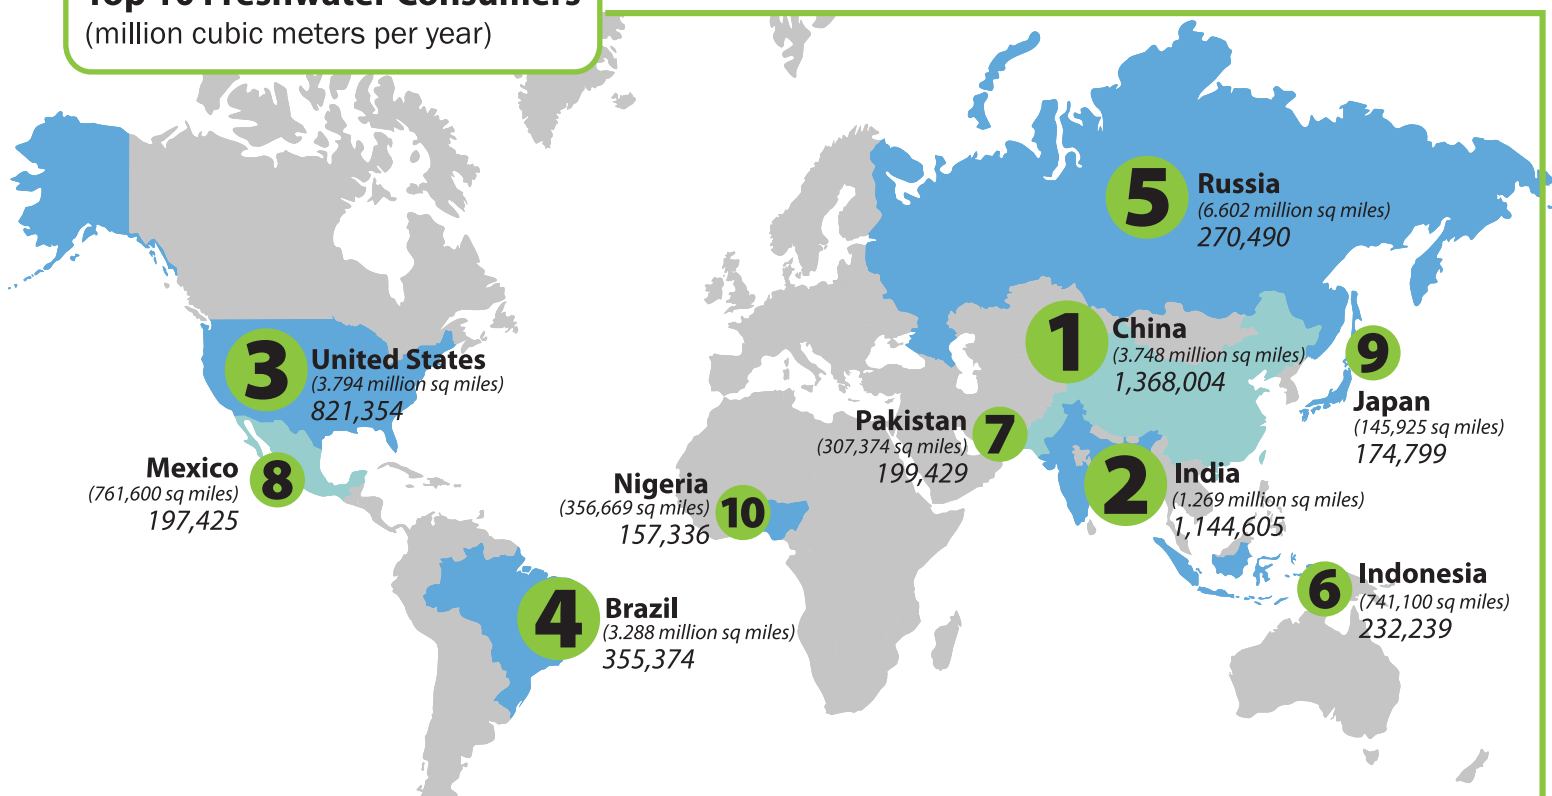 Top 10 Freshwater Consumers
(million cubic meters per year)
5
Russia
(6.602 million sq miles)
270,490
1
China
(3.748 million sq miles)
1,368,004
9
Japan
(145,925 sq miles)
174,799
3
United States
(3.794 million sq miles)
821,354
Pakistan
(307,374 sq miles)
199,429
7
Mexico
(761,600 sq miles)
197,425
8
Nigeria
(356,669 sq miles)
157,336
10
2
India
(1.269 million sq miles)
1,144,605
6
Indonesia
(741,100 sq miles)
232,239
4
Brazil
(3.288 million sq miles)
355,374